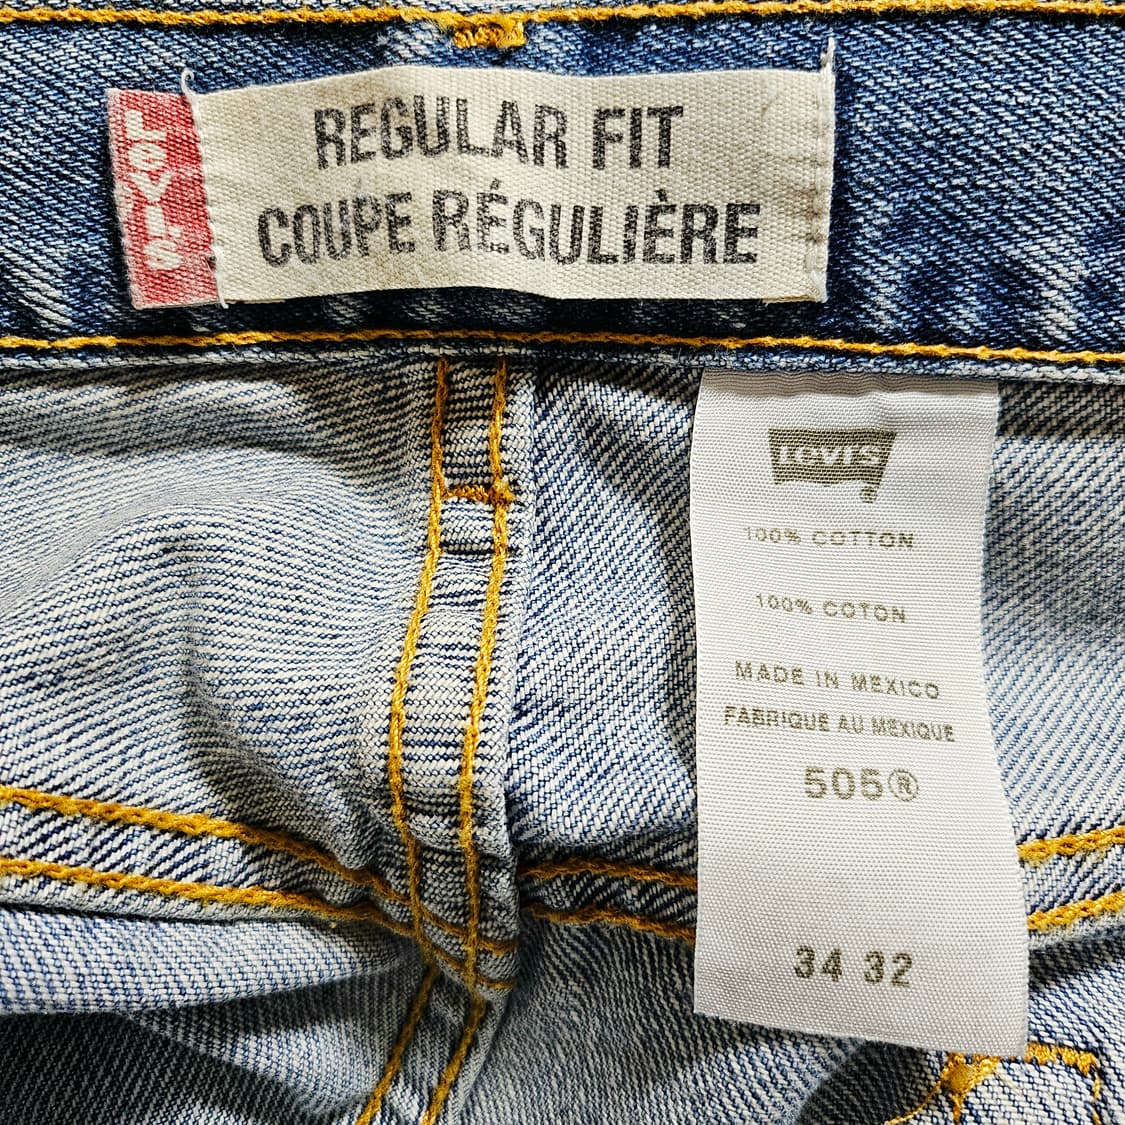 Levi's
REGULAR FIT
COUPE RÉGULIÈRE
LEVI'S
100% COTTON
100% COTON
MADE IN MEXICO
FABRIQUE AU MEXIQUE
505®
34 32